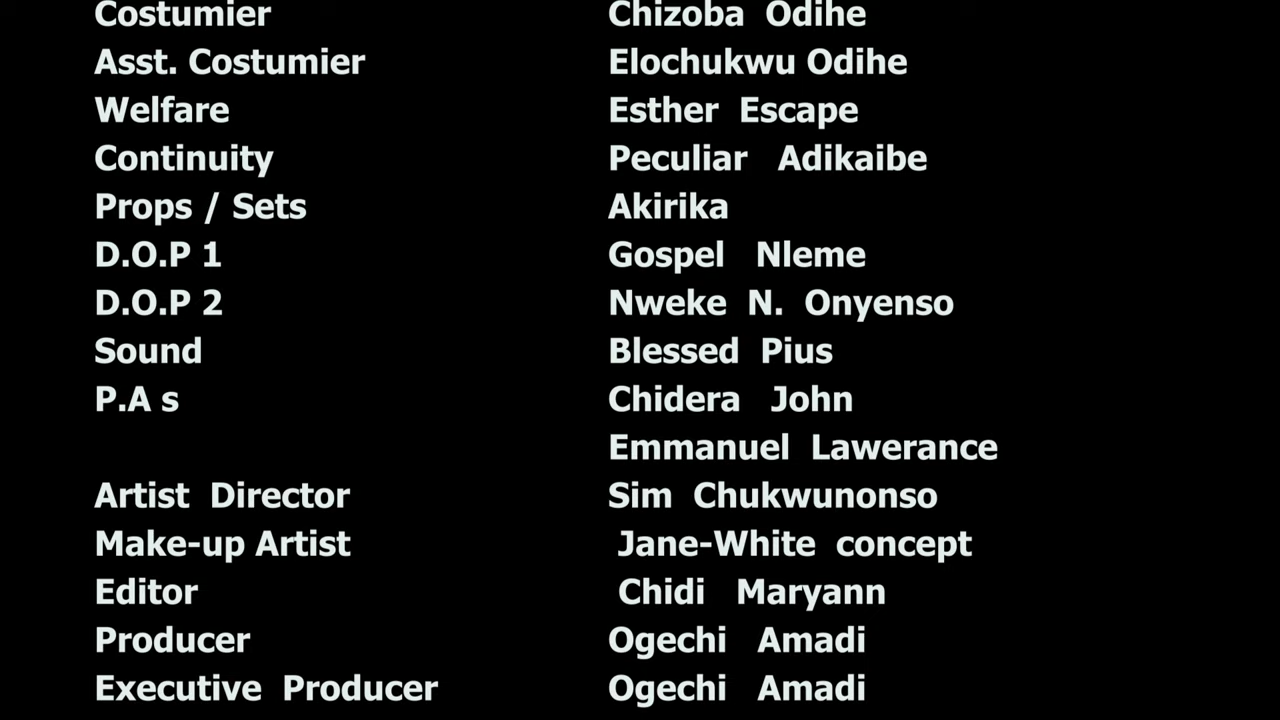 Costumier Chizoba Odihe
Asst. Costumier Elochukwu Odihe
Welfare Esther Escape
Continuity Peculiar Adikaibe
Props / Sets Akirika
D.O.P 1 Gospel Nleme
D.O.P 2 Nweke N. Onyenso
Sound Blessed Pius
P.A s Chidera John
Emmanuel Lawerance
Artist Director Sim Chukwunonso
Make-up Artist Jane-White concept
Editor Chidi Maryann
Producer Ogechi Amadi
Executive Producer Ogechi Amadi